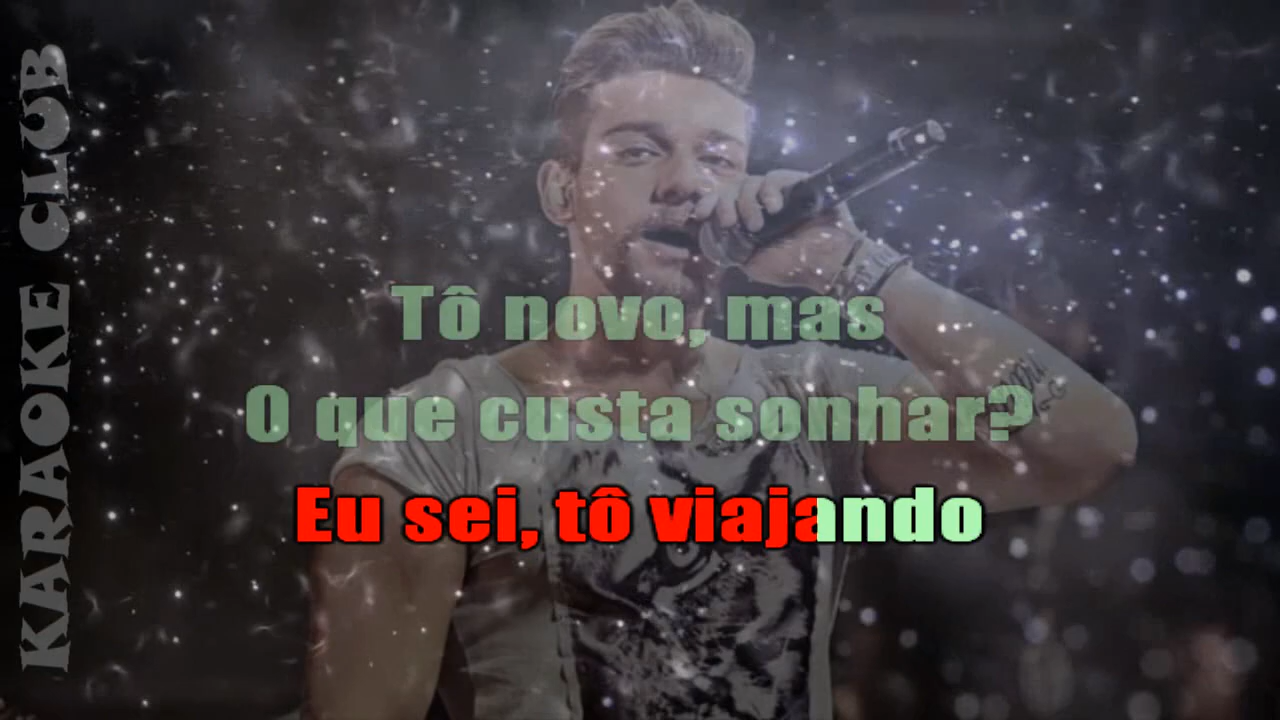 KARAOKE CLUB
Tô novo, mas
O que custa sonhar?
Eu sei, tô viajando